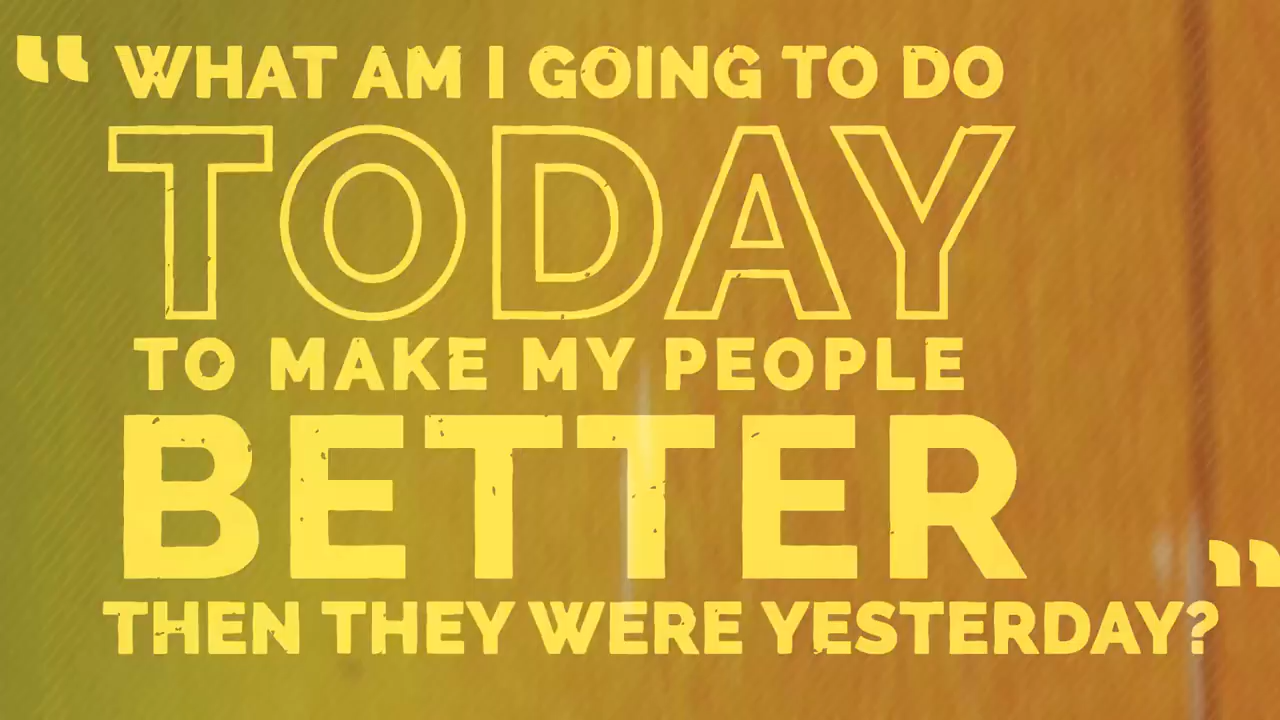 “ WHAT AM I GOING TO DO
TODAY
TO MAKE MY PEOPLE
BETTER
THEN THEY WERE YESTERDAY? ”